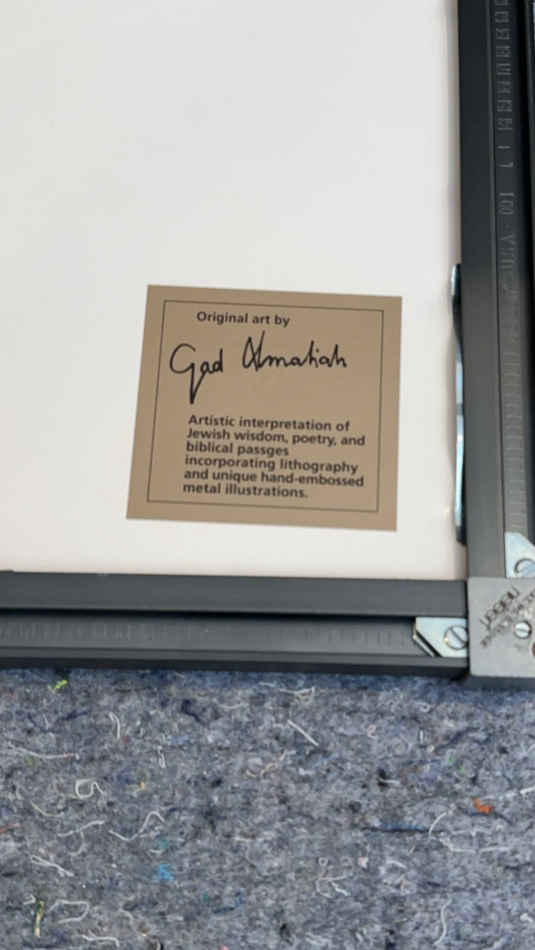 Original art by
Gad Almaliah
Artistic interpretation of
Jewish wisdom, poetry, and
biblical passges
incorporating lithography
and unique hand-embossed
metal illustrations.